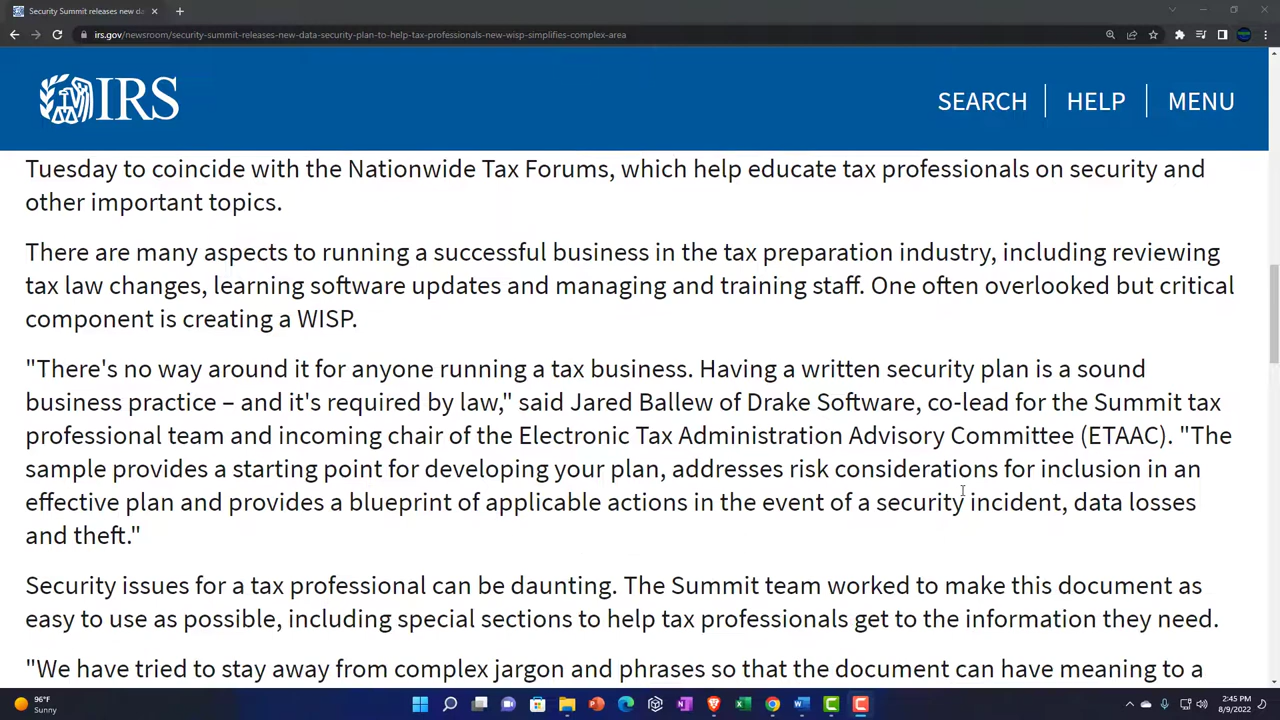 Security Summit releases new da
irs.gov/newsroom/security-summit-releases-new-data-security-plan-to-help-tax-professionals-new-wisp-simplifies-complex-area
IRS
SEARCH
HELP
MENU
Tuesday to coincide with the Nationwide Tax Forums, which help educate tax professionals on security and
other important topics.
There are many aspects to running a successful business in the tax preparation industry, including reviewing
tax law changes, learning software updates and managing and training staff. One often overlooked but critical
component is creating a WISP.
"There's no way around it for anyone running a tax business. Having a written security plan is a sound
business practice – and it's required by law," said Jared Ballew of Drake Software, co-lead for the Summit tax
professional team and incoming chair of the Electronic Tax Administration Advisory Committee (ETAAC). "The
sample provides a starting point for developing your plan, addresses risk considerations for inclusion in an
effective plan and provides a blueprint of applicable actions in the event of a security incident, data losses
and theft."
Security issues for a tax professional can be daunting. The Summit team worked to make this document as
easy to use as possible, including special sections to help tax professionals get to the information they need.
"We have tried to stay away from complex jargon and phrases so that the document can have meaning to a
96°F
Sunny
2:45 PM
8/9/2022